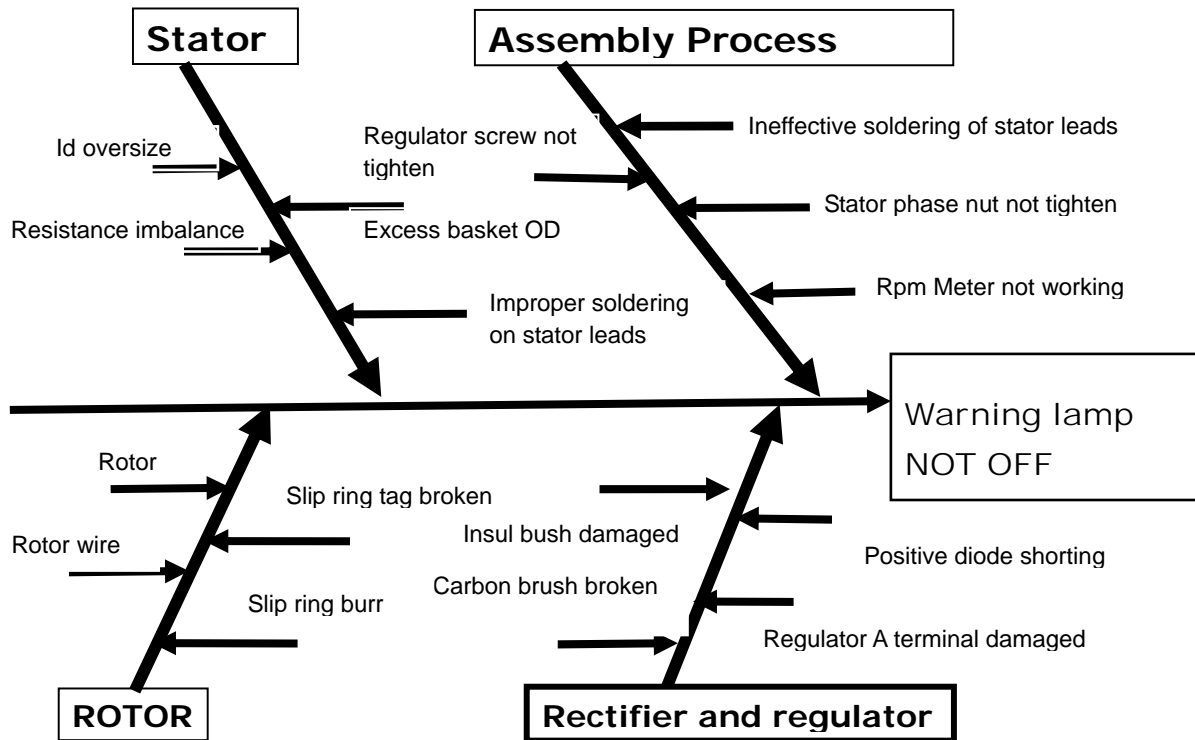 Stator
Assembly Process
Id oversize
Regulator screw not
tighten
Ineffective soldering of stator leads
Resistance imbalance
Excess basket OD
Stator phase nut not tighten
Improper soldering
on stator leads
Rpm Meter not working
Warning lamp
NOT OFF
Rotor
Slip ring tag broken
Insul bush damaged
Rotor wire
Positive diode shorting
Carbon brush broken
Slip ring burr
Regulator A terminal damaged
ROTOR
Rectifier and regulator